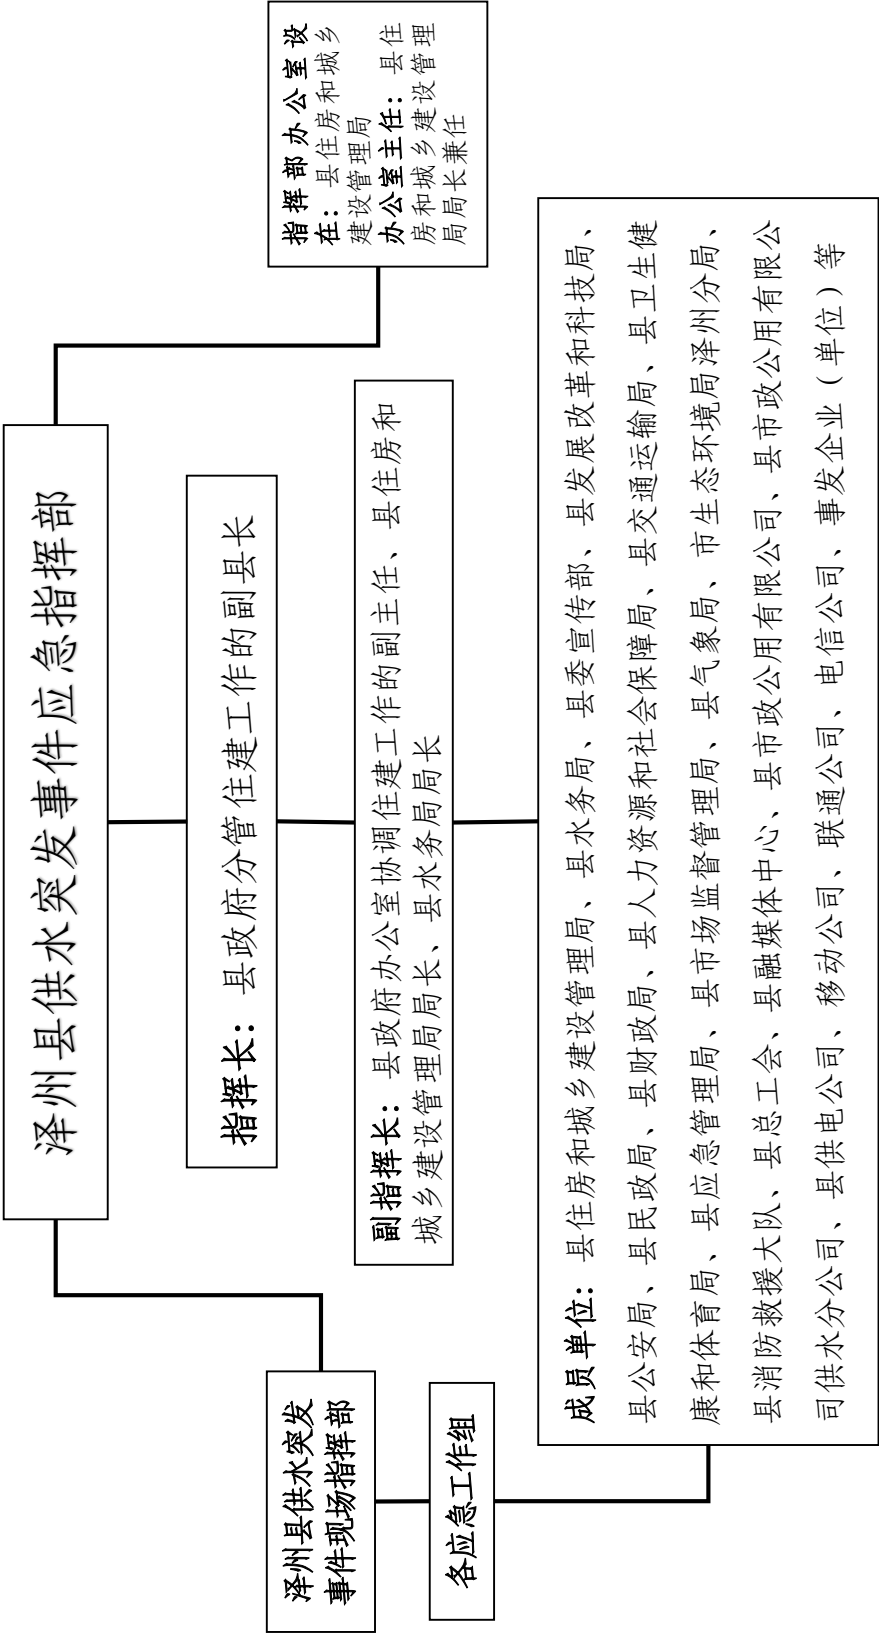 泽州县供水突发事件应急指挥部
指挥长：县政府分管住建工作的副县长
副指挥长：县政府办公室协调住建工作的副主任、县住房和
城乡建设管理局局长、县水务局局长
成员单位：县住房和城乡建设管理局、县水务局、县委宣传部、县发展改革和科技局、
县公安局、县民政局、县财政局、县人力资源和社会保障局、县交通运输局、县卫生健
康和体育局、县应急管理局、县市场监督管理局、县气象局、市生态环境局泽州分局、
县消防救援大队、县总工会、县融媒体中心、县市政公用有限公司、县市政公用有限公
司供水分公司、县供电公司、移动公司、联通公司、电信公司、事发企业（单位）等
泽州县供水突发
事件现场指挥部
各应急工作组
指挥部办公室设
在：县住房和城乡
建设管理局
办公室主任：县住
房和城乡建设管理
局局长兼任